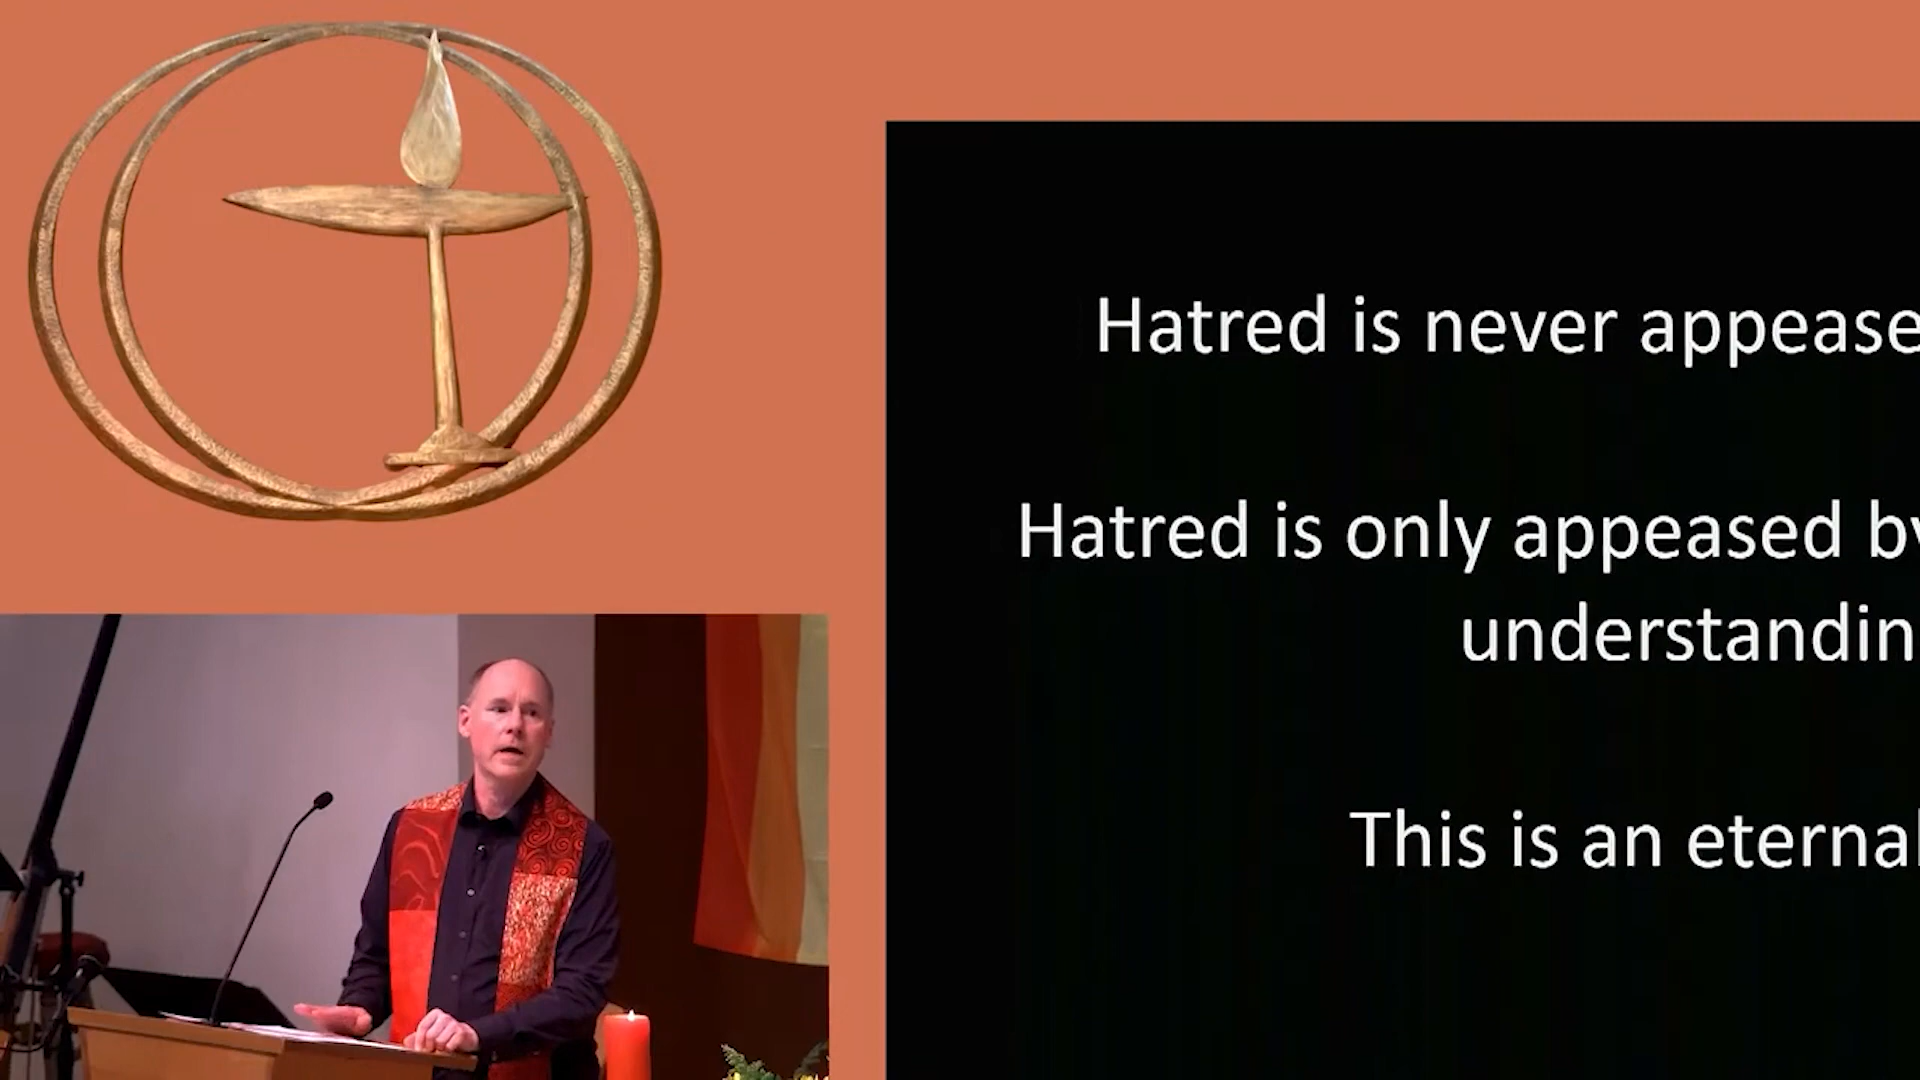 Hatred is never appease
Hatred is only appeased by
understandin
This is an eternal